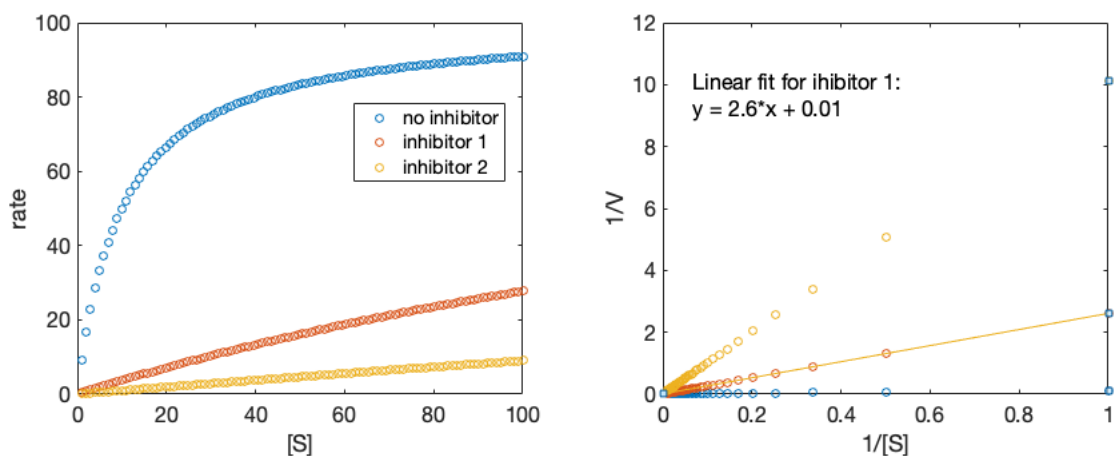 100
80
60
40
20
0
rate
no inhibitor
inhibitor 1
inhibitor 2
0
20
40
60
80
100
[S]
12
10
8
6
4
2
0
1/V
Linear fit for ihibitor 1:
y = 2.6*x + 0.01
0
0.2
0.4
0.6
0.8
1
1/[S]